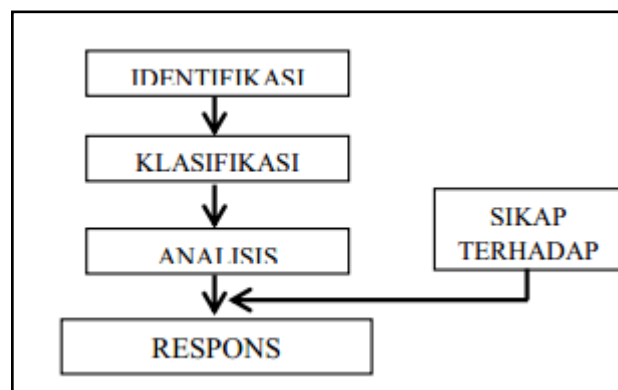 IDENTIFIKASI
KLASIFIKASI
ANALISIS
SIKAP
TERHADAP
RESPONS